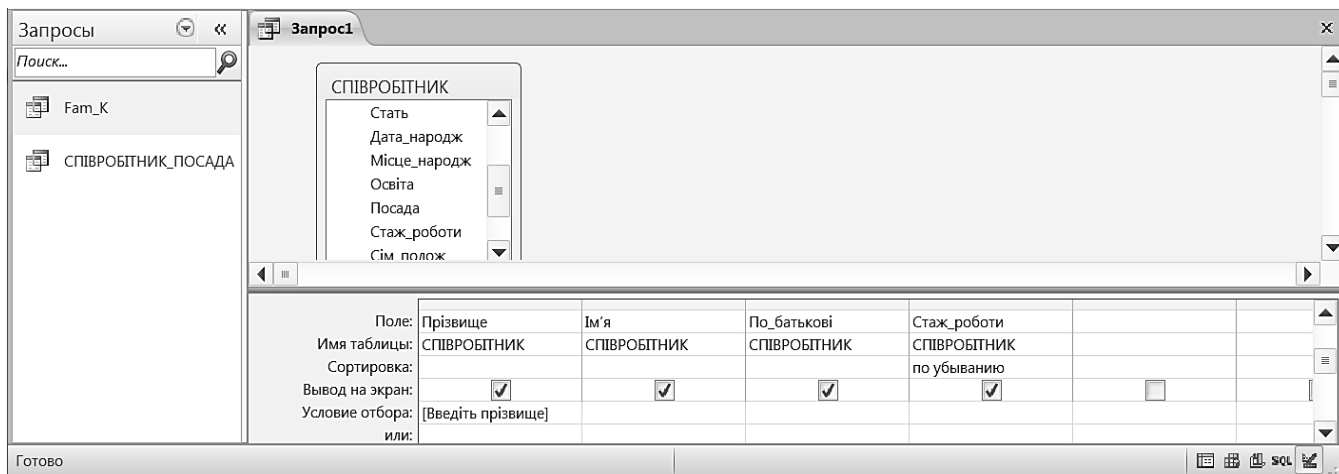 Запросы
Запрос1
Поиск...
Fam_K
СПІВРОБІТНИК_ПОСАДА
СПІВРОБІТНИК
Стать
Дата_народж
Місце_народж
Освіта
Посада
Стаж_роботи
Сім_полож
Поле: Прізвище Ім'я По_батькові Стаж_роботи
Имя таблицы: СПІВРОБІТНИК СПІВРОБІТНИК СПІВРОБІТНИК СПІВРОБІТНИК
Сортировка: по убыванию
Вывод на экран:
Условие отбора: [Введіть прізвище]
или:
Готово
SQL